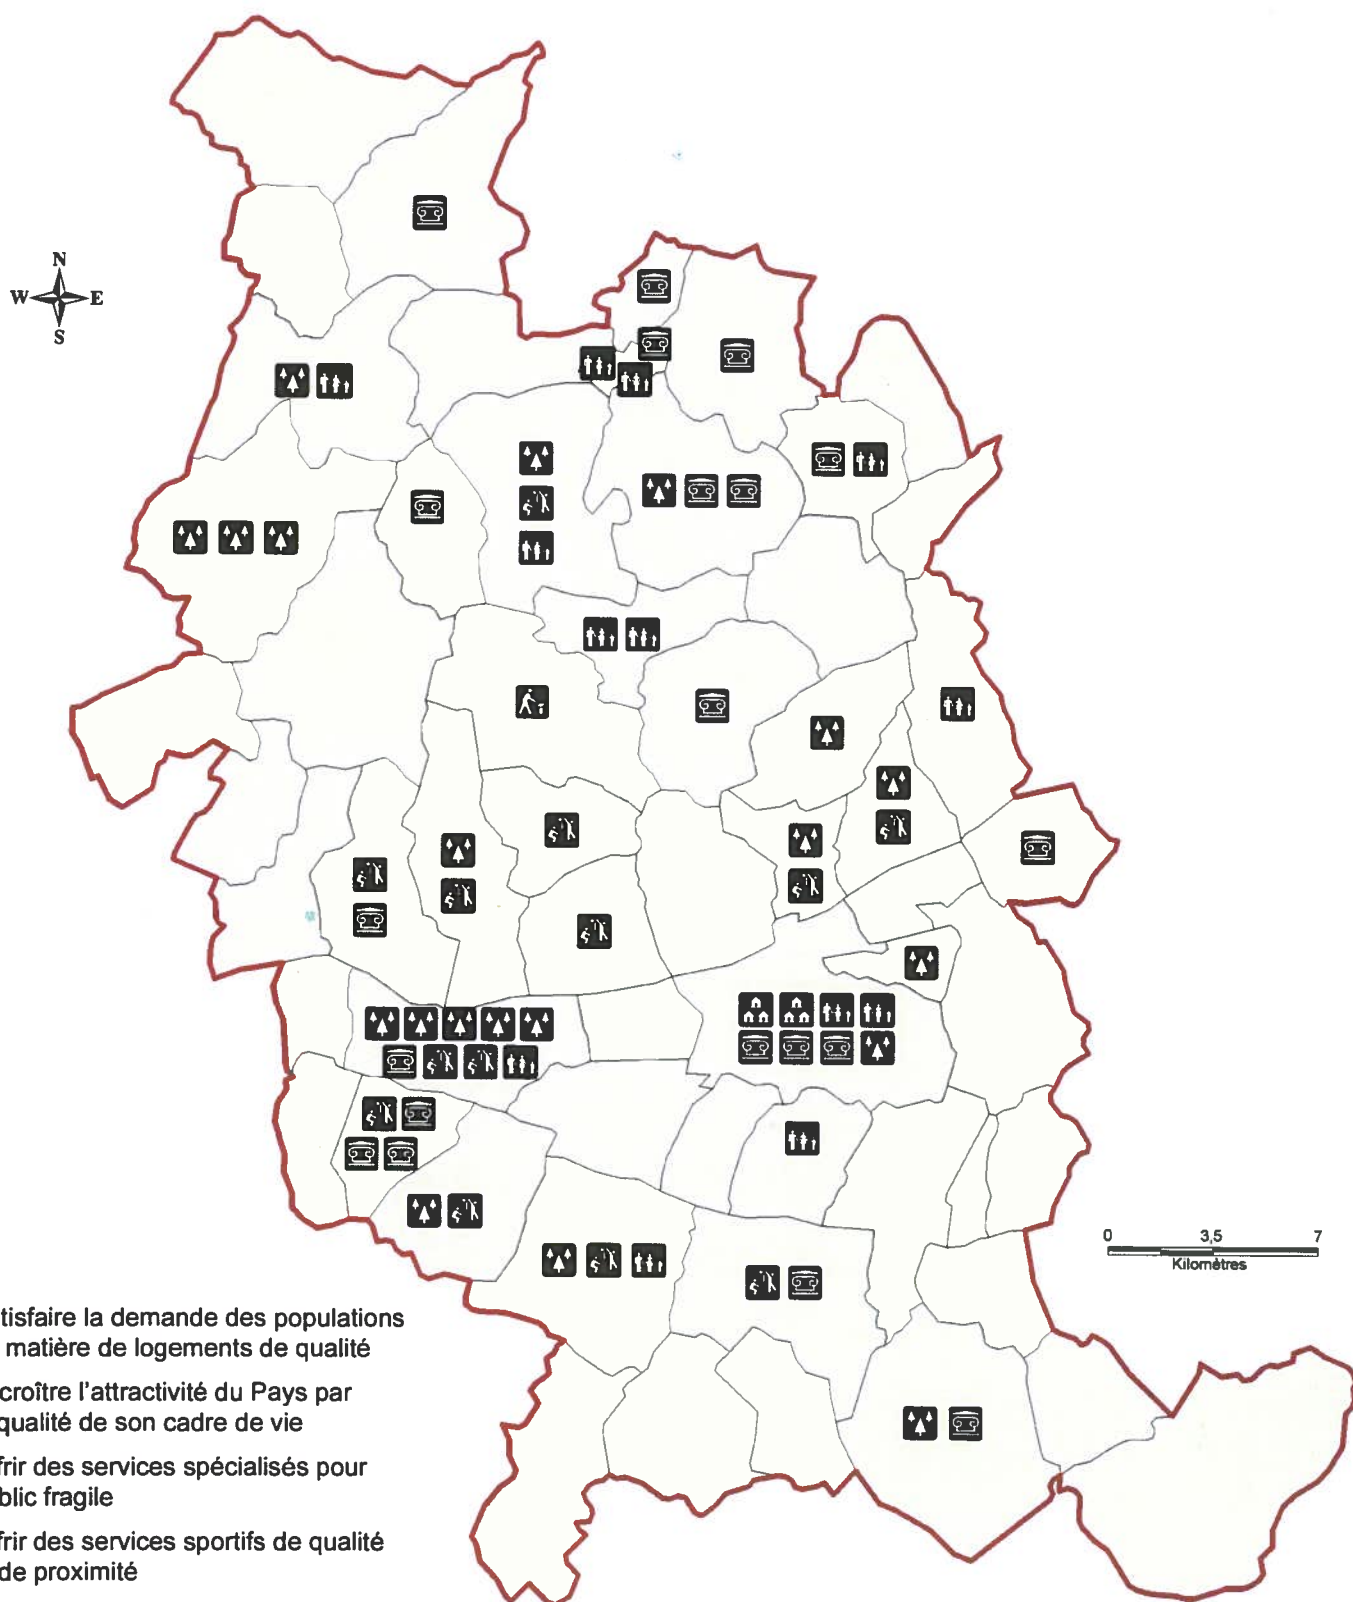 N
W E
S
0 3,5 7
Kilomètres
tisfaire la demande des populations
matière de logements de qualité
croître l'attractivité du Pays par
qualité de son cadre de vie
frir des services spécialisés pour
blic fragile
frir des services sportifs de qualité
de proximité